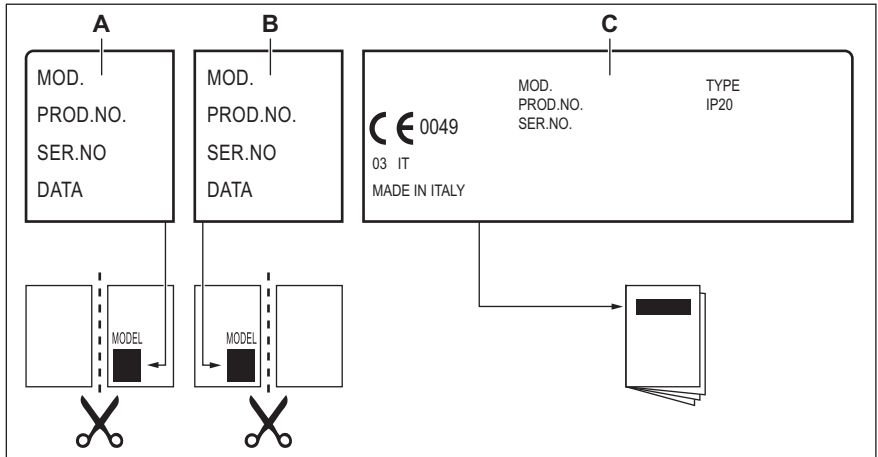 A
B
C
MOD.
PROD.NO.
SER.NO
DATA
MOD.
PROD.NO.
SER.NO
DATA
MOD.
PROD.NO.
SER.NO.
TYPE
IP20
CE 0049
03 IT
MADE IN ITALY
MODEL
MODEL